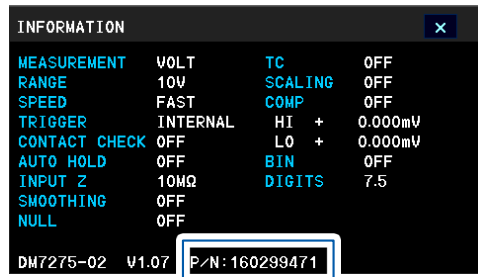 INFORMATION ×
MEASUREMENT VOLT TC OFF
RANGE 10V SCALING OFF
SPEED FAST COMP OFF
TRIGGER INTERNAL HI + 0.000mV
CONTACT CHECK OFF LO + 0.000mV
AUTO HOLD OFF BIN OFF
INPUT Z 10MΩ DIGITS 7.5
SMOOTHING OFF
NULL OFF
DM7275-02 V1.07 P/N:160299471